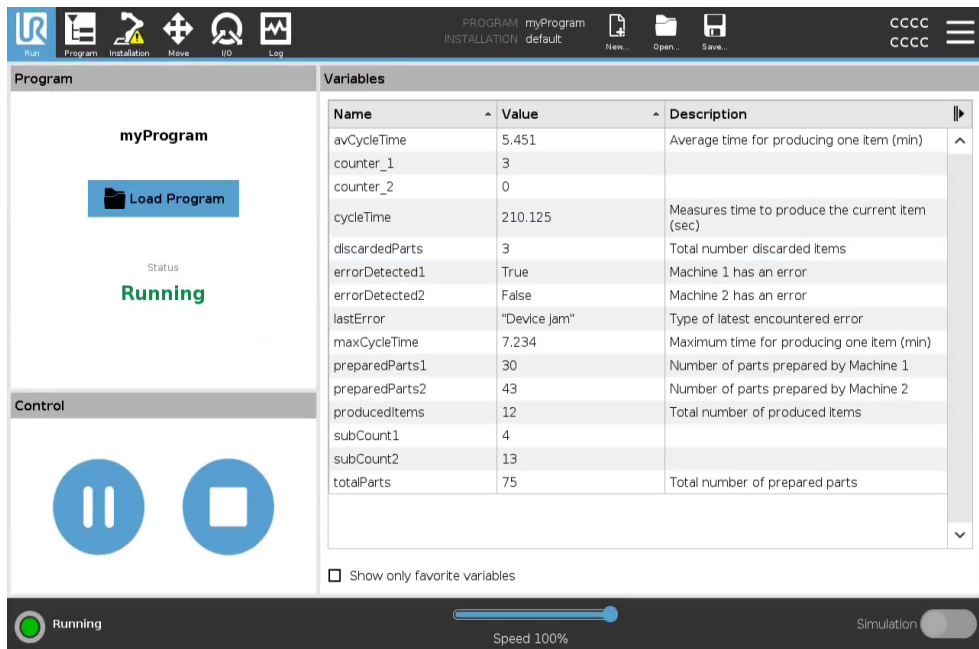 PROGRAM myProgram
INSTALLATION default
CCCC
CCCC
UR
Run Program Installation Move I/O Log
New... Open... Save...
Program
myProgram
Load Program
Status
Running
Control
Variables
Name Value Description
avCycleTime 5.451 Average time for producing one item (min)
counter_1 3
counter_2 0
cycleTime 210.125 Measures time to produce the current item
(sec)
discardedParts 3 Total number discarded items
errorDetected1 True Machine 1 has an error
errorDetected2 False Machine 2 has an error
lastError "Device jam" Type of latest encountered error
maxCycleTime 7.234 Maximum time for producing one item (min)
preparedParts1 30 Number of parts prepared by Machine 1
preparedParts2 43 Number of parts prepared by Machine 2
producedItems 12 Total number of produced items
subCount1 4
subCount2 13
totalParts 75 Total number of prepared parts
Show only favorite variables
Running
Speed 100%
Simulation